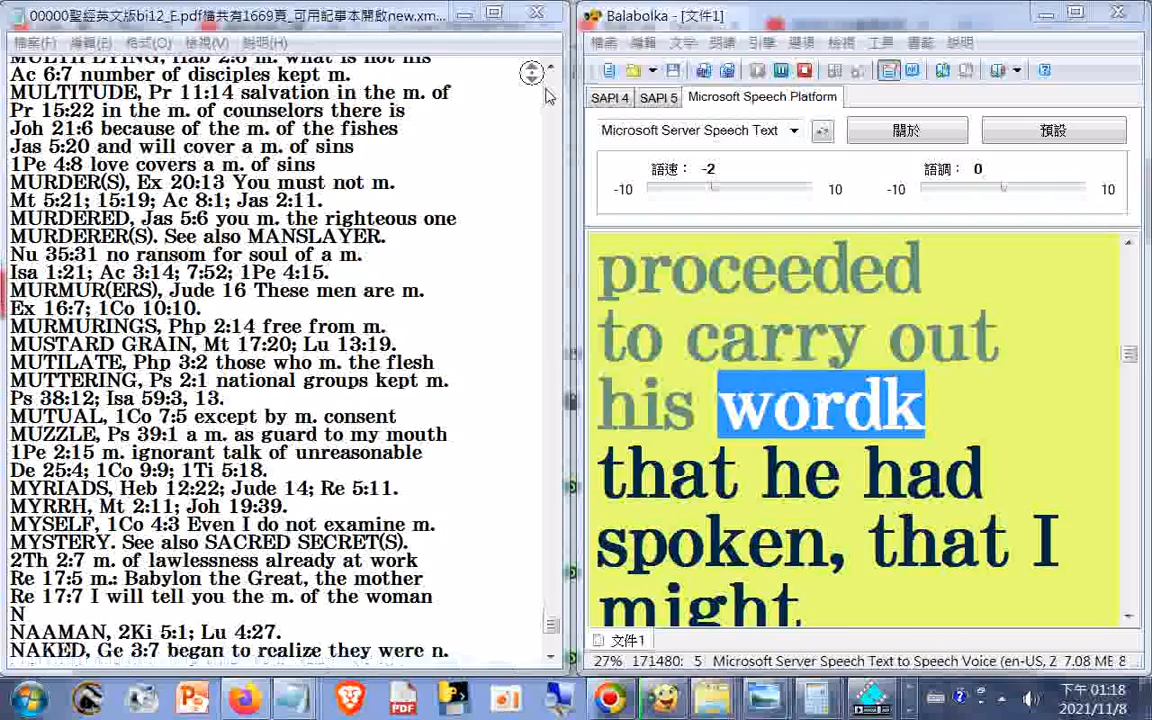 00000聖經英文版bi12_E.pdf檔共有1669頁_可用記事本開啟new.xm...
檔案(F) 編輯(E) 格式(O) 檢視(V) 說明(H)
MULTIPLYING, Hab 2:6 m. what is not his
Ac 6:7 number of disciples kept m.
MULTITUDE, Pr 11:14 salvation in the m. of
Pr 15:22 in the m. of counselors there is
Joh 21:6 because of the m. of the fishes
Jas 5:20 and will cover a m. of sins
1Pe 4:8 love covers a m. of sins
MURDER(S), Ex 20:13 You must not m.
Mt 5:21; 15:19; Ac 8:1; Jas 2:11.
MURDERED, Jas 5:6 you m. the righteous one
MURDERER(S). See also MANSLAYER.
Nu 35:31 no ransom for soul of a m.
Isa 1:21; Ac 3:14; 7:52; 1Pe 4:15.
MURMUR(ERS), Jude 16 These men are m.
Ex 16:7; 1Co 10:10.
MURMURINGS, Php 2:14 free from m.
MUSTARD GRAIN, Mt 17:20; Lu 13:19.
MUTILATE, Php 3:2 those who m. the flesh
MUTTERING, Ps 2:1 national groups kept m.
Ps 38:12; Isa 59:3, 13.
MUTUAL, 1Co 7:5 except by m. consent
MUZZLE, Ps 39:1 a m. as guard to my mouth
1Pe 2:15 m. ignorant talk of unreasonable
De 25:4; 1Co 9:9; 1Ti 5:18.
MYRIADS, Heb 12:22; Jude 14; Re 5:11.
MYRRH, Mt 2:11; Joh 19:39.
MYSELF, 1Co 4:3 Even I do not examine m.
MYSTERY. See also SACRED SECRET(S).
2Th 2:7 m. of lawlessness already at work
Re 17:5 m.: Babylon the Great, the mother
Re 17:7 I will tell you the m. of the woman
N
NAAMAN, 2Ki 5:1; Lu 4:27.
NAKED, Ge 3:7 began to realize they were n.
Balabolka - [文件1]
檔案 編輯 文字 閱讀 引擎 選項 檢視 工具 書籤 說明
SAPI 4 SAPI 5 Microsoft Speech Platform
Microsoft Server Speech Text 關於 預設
語速： -2 語調： 0
-10 10 -10 10
proceeded
to carry out
his wordk
that he had
spoken, that I
might
文件1
27% 171480: 5 Microsoft Server Speech Text to Speech Voice (en-US, Z 7.08 MB 8
PDF
下午 01:18
2021/11/8